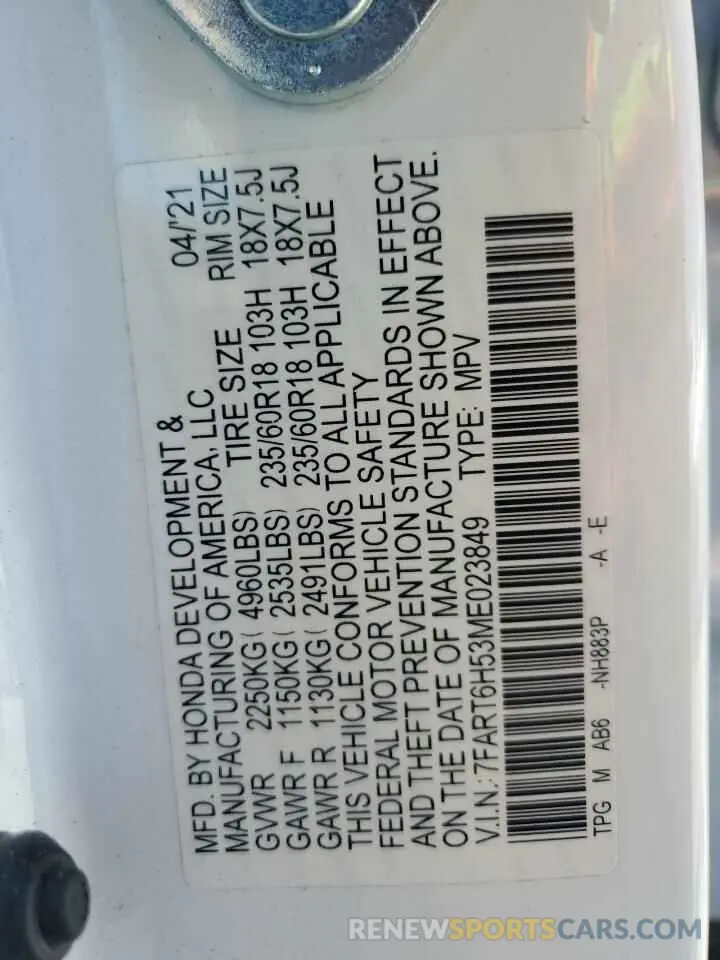 MFD. BY HONDA DEVELOPMENT & 04/'21
MANUFACTURING OF AMERICA, LLC
TIRE SIZE RIM SIZE
GVWR 2250KG( 4960LBS)
GAWR F 1150KG( 2535LBS) 235/60R18 103H 18X7.5J
GAWR R 1130KG( 2491LBS) 235/60R18 103H 18X7.5J
THIS VEHICLE CONFORMS TO ALL APPLICABLE
FEDERAL MOTOR VEHICLE SAFETY
AND THEFT PREVENTION STANDARDS IN EFFECT
ON THE DATE OF MANUFACTURE SHOWN ABOVE.
V.I.N.: 7FART6H53ME023849 TYPE: MPV
TPG M AB6 -NH883P -A -E
RENEWSPORTSCARS.COM